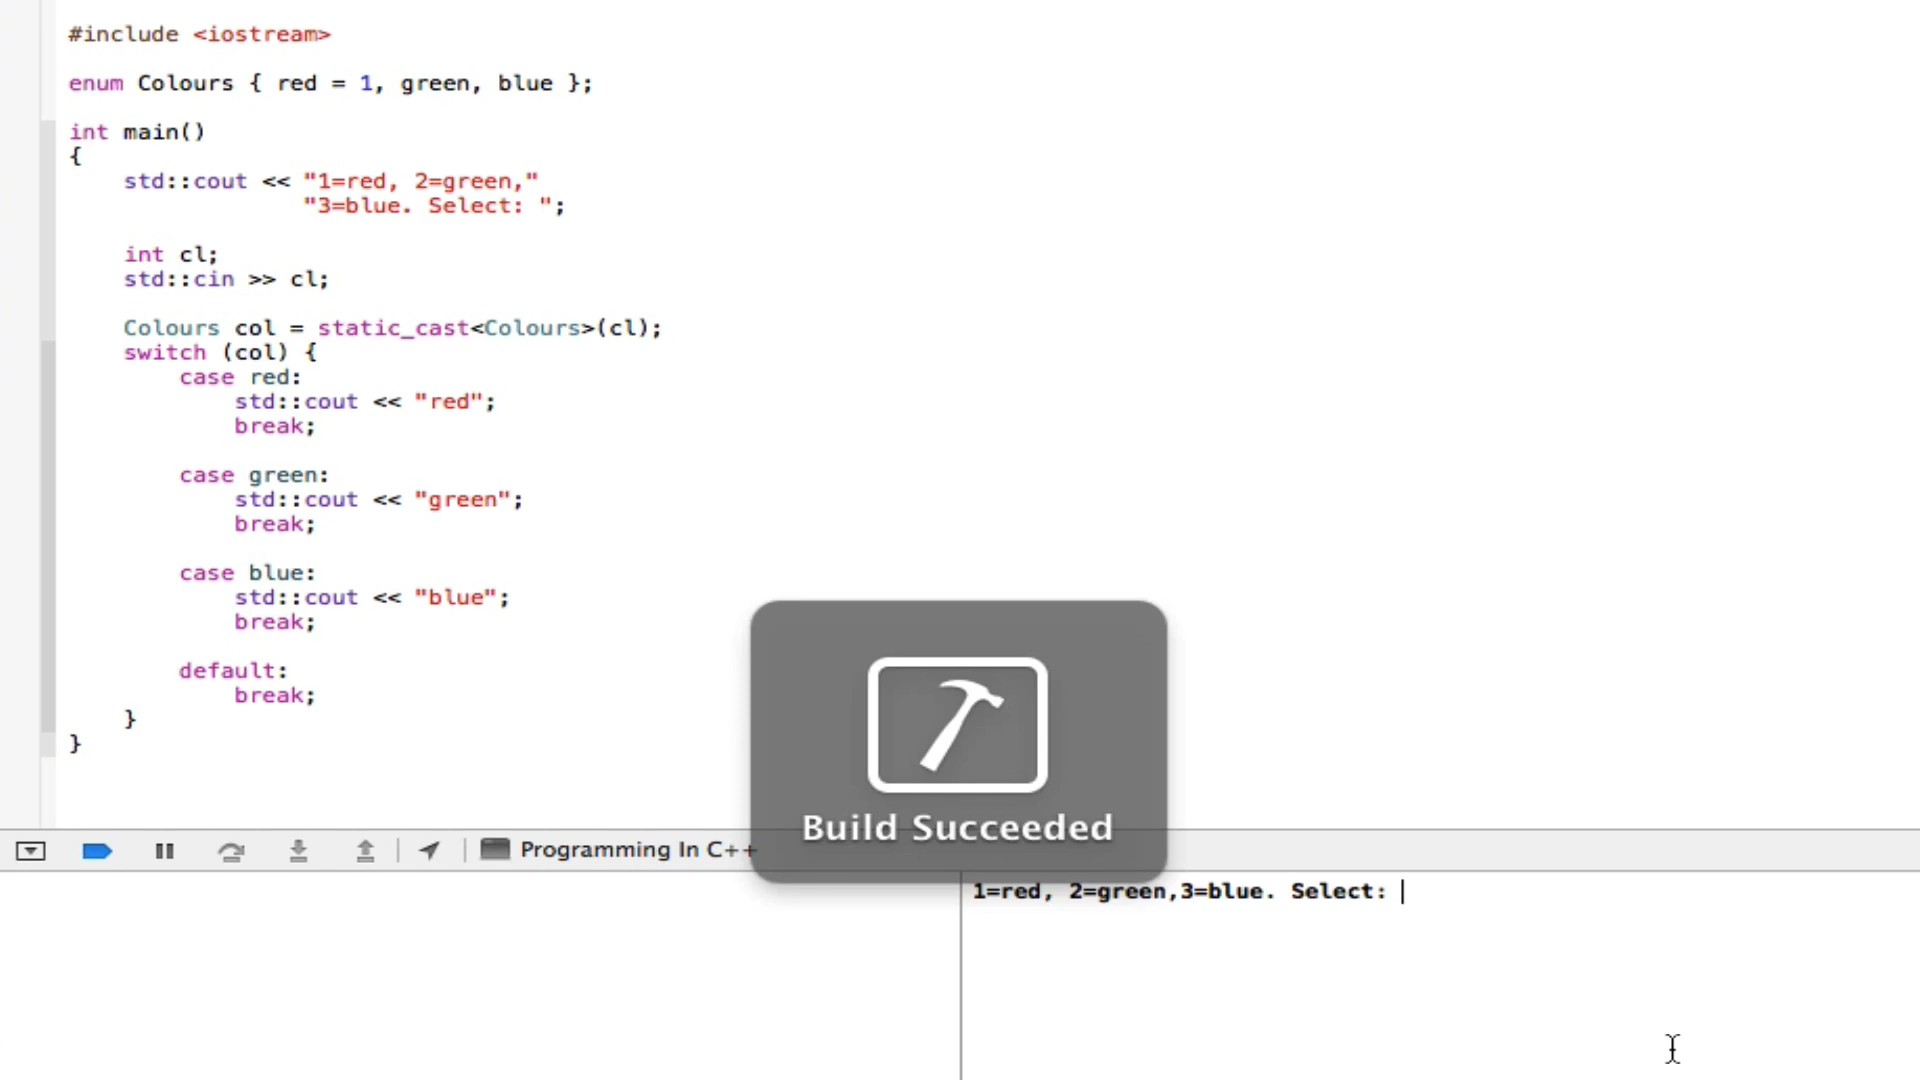 #include <iostream>
enum Colours { red = 1, green, blue };
int main()
{
    std::cout << "1=red, 2=green,"
                 "3=blue. Select: ";
    int cl;
    std::cin >> cl;
    Colours col = static_cast<Colours>(cl);
    switch (col) {
        case red:
            std::cout << "red";
            break;
        case green:
            std::cout << "green";
            break;
        case blue:
            std::cout << "blue";
            break;
        default:
            break;
    }
}
Build Succeeded
Programming In C++
1=red, 2=green,3=blue. Select: